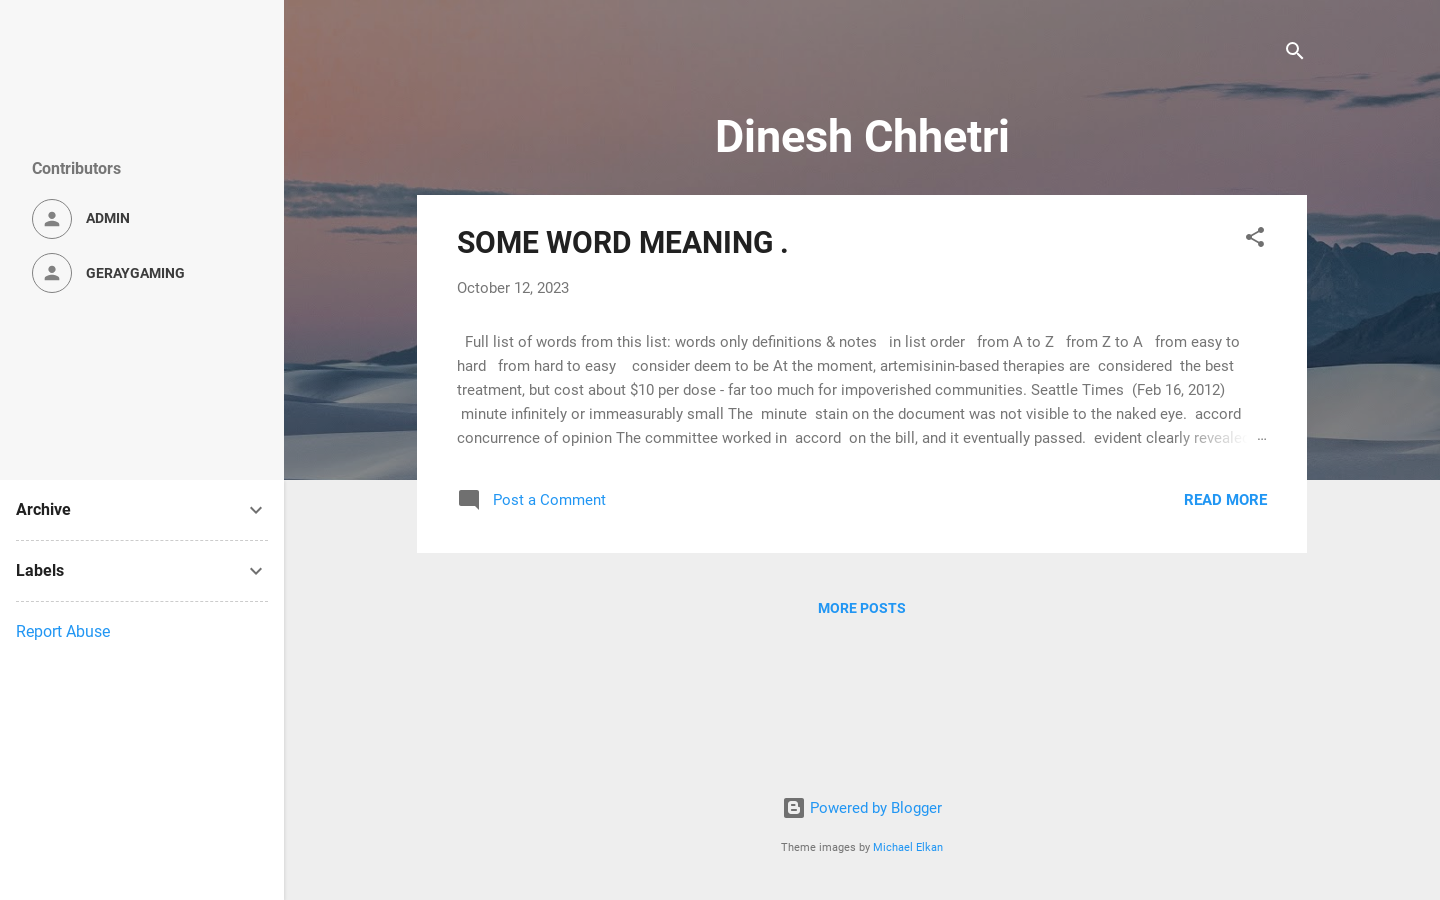 Contributors
ADMIN
GERAYGAMING
Archive
Labels
Report Abuse
Dinesh Chhetri
SOME WORD MEANING .
October 12, 2023
Full list of words from this list: words only definitions & notes in list order from A to Z from Z to A from easy to
hard from hard to easy consider deem to be At the moment, artemisinin-based therapies are considered the best
treatment, but cost about $10 per dose - far too much for impoverished communities. Seattle Times (Feb 16, 2012)
minute infinitely or immeasurably small The minute stain on the document was not visible to the naked eye. accord
concurrence of opinion The committee worked in accord on the bill, and it eventually passed. evident clearly revealed …
Post a Comment
READ MORE
MORE POSTS
Powered by Blogger
Theme images by Michael Elkan